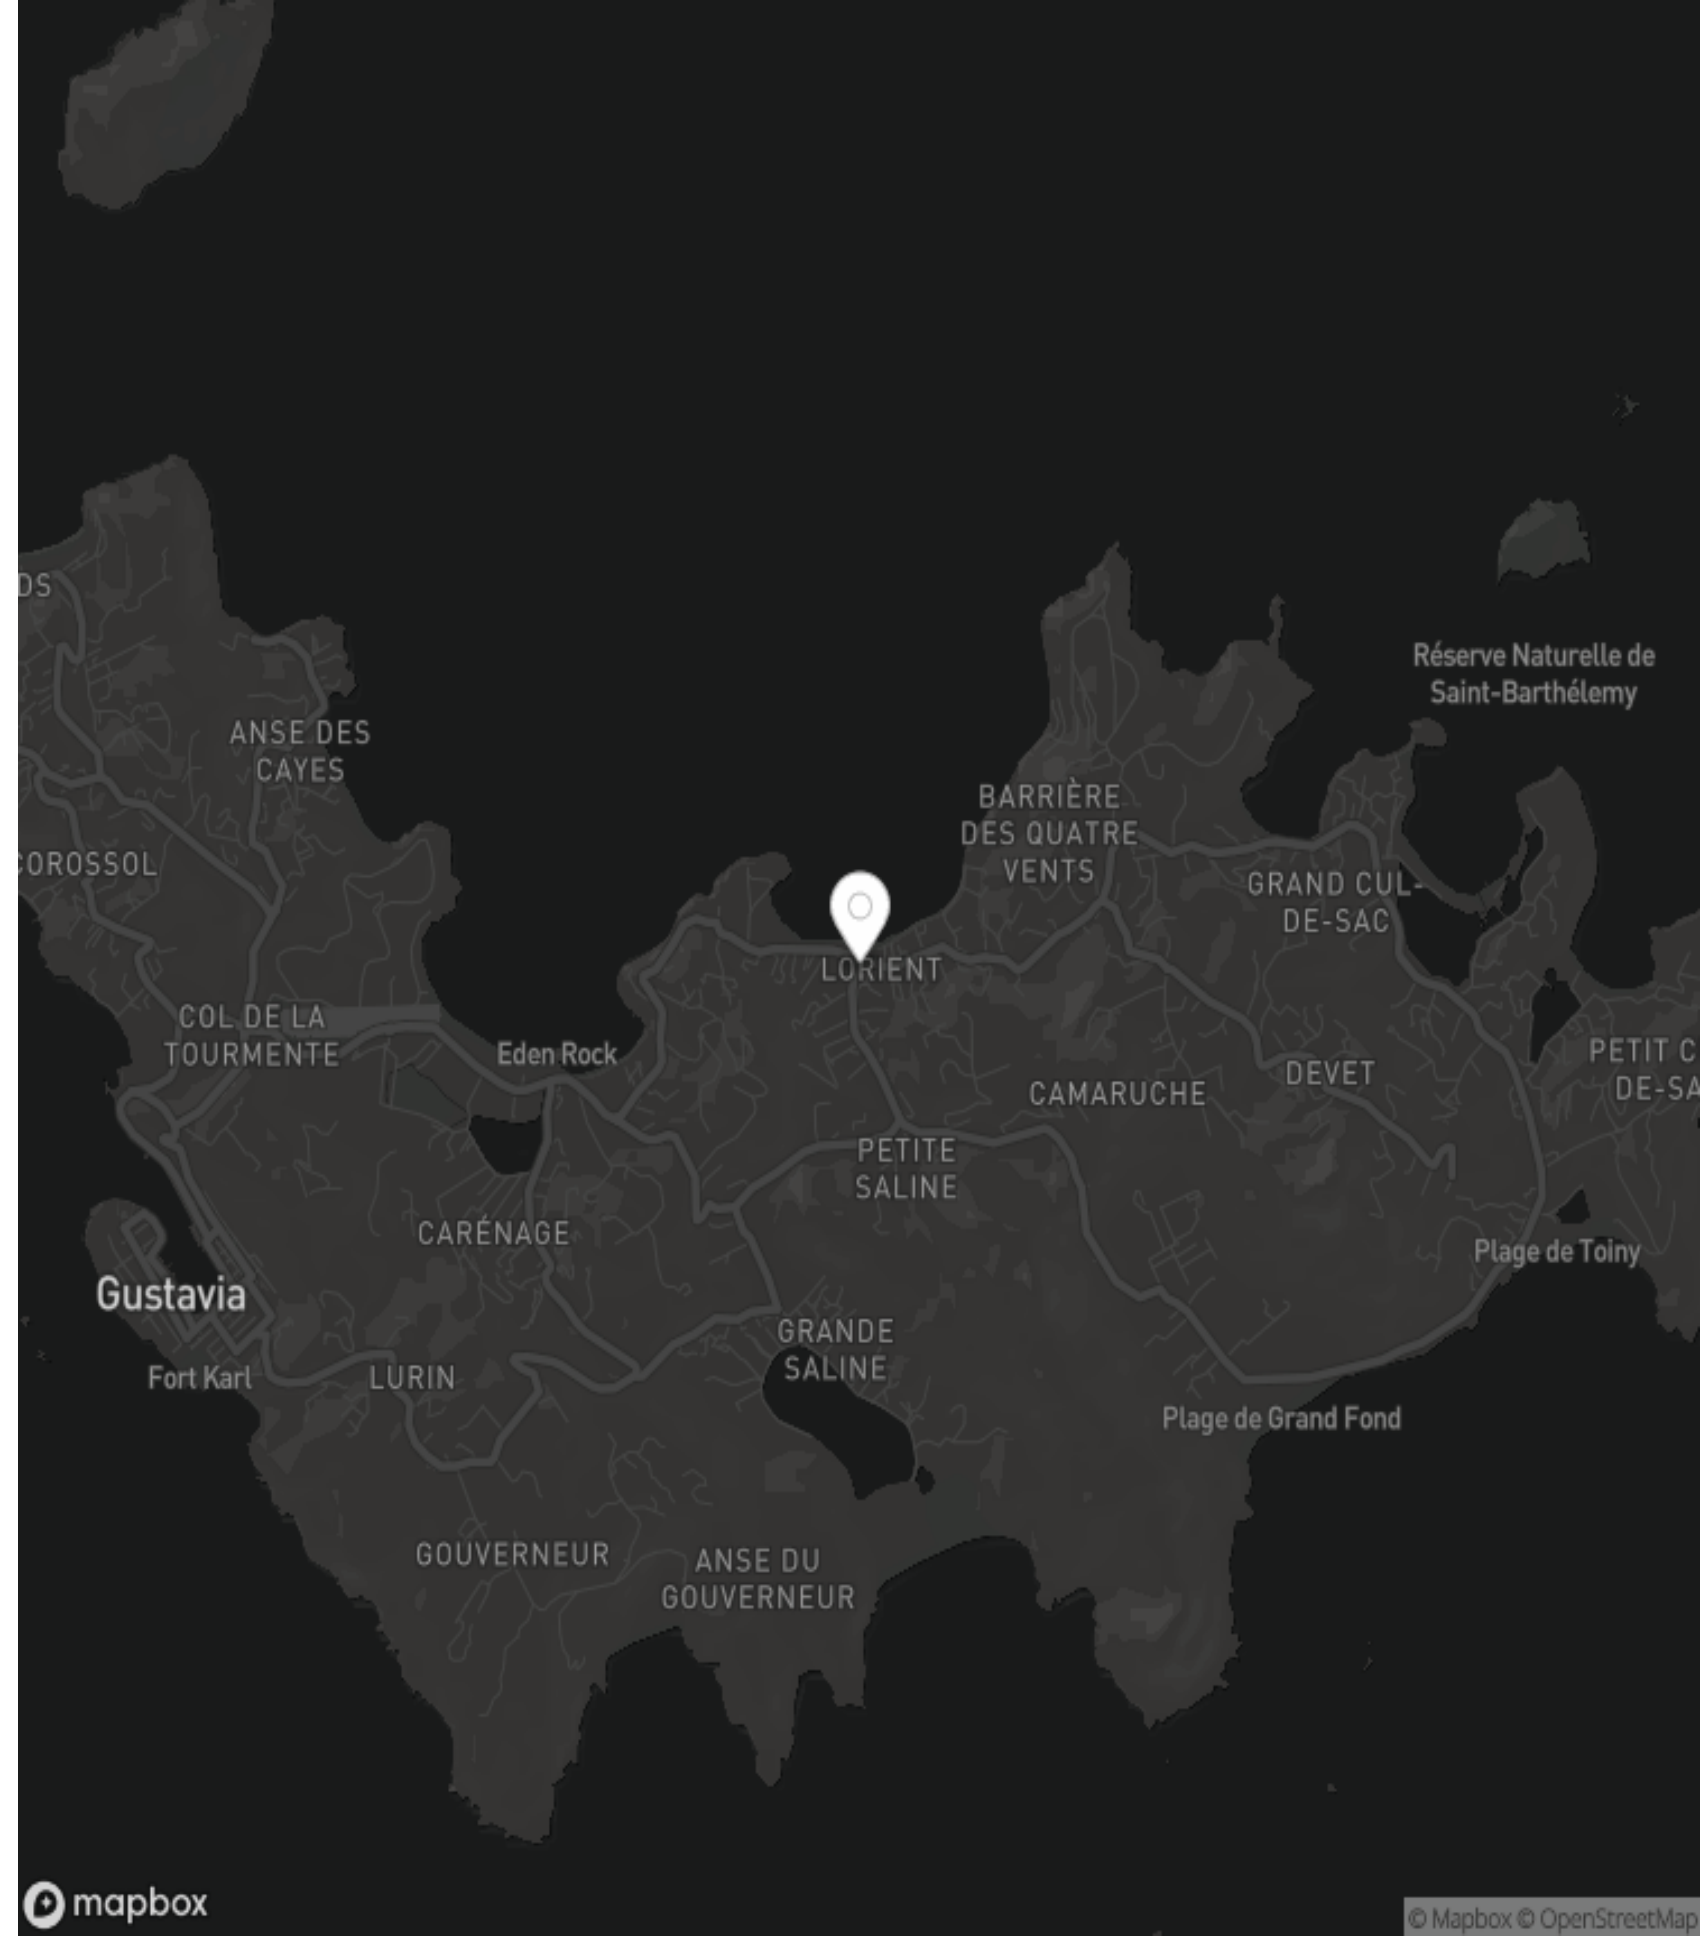 DS
Réserve Naturelle de
Saint-Barthélemy
ANSE DES
CAYES
BARRIÈRE
DES QUATRE
VENTS
COROSSOL
GRAND CUL-
DE-SAC
LORIENT
COL DE LA
TOURMENTE
Eden Rock
PETIT C
DE-SA
DEVET
CAMARUCHE
PETITE
SALINE
CARÉNAGE
Plage de Toiny
Gustavia
GRANDE
SALINE
Fort Karl
LURIN
Plage de Grand Fond
GOUVERNEUR
ANSE DU
GOUVERNEUR
mapbox
© Mapbox © OpenStreetMap